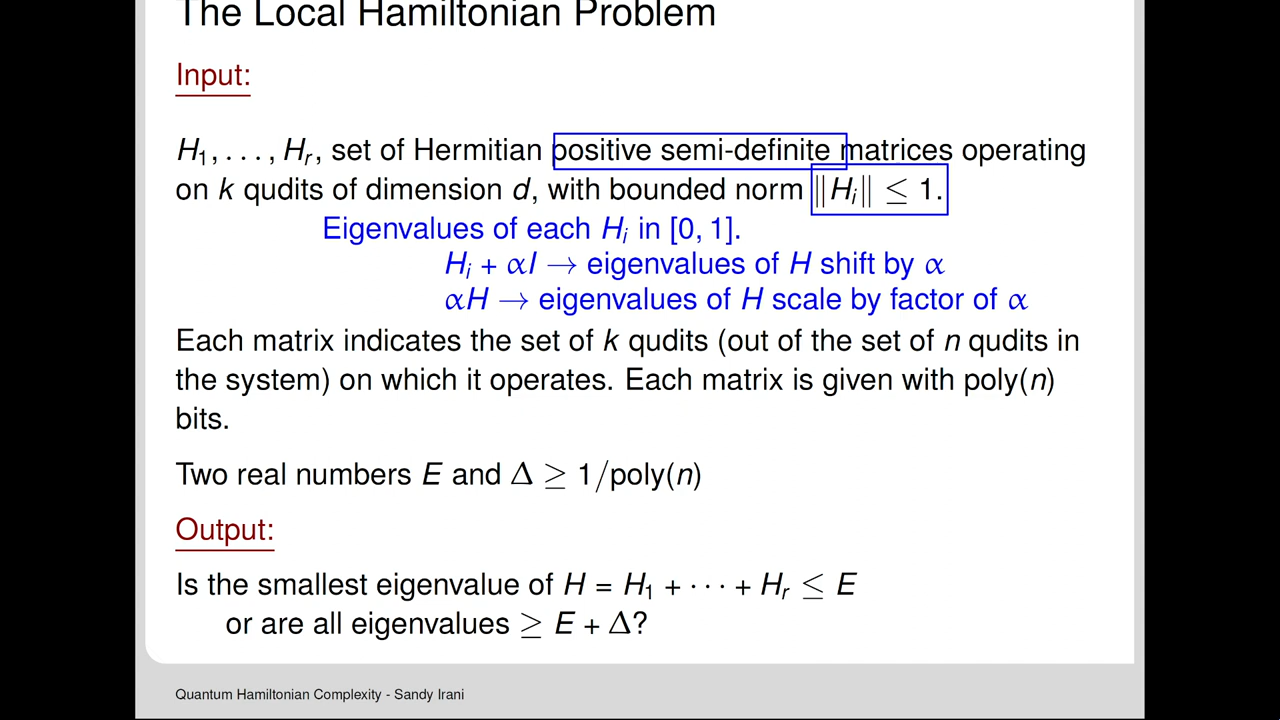 The Local Hamiltonian Problem
Input:
H₁, . . . , Hᵣ, set of Hermitian positive semi-definite matrices operating
on k qudits of dimension d, with bounded norm ‖Hᵢ‖ ≤ 1.
Eigenvalues of each Hᵢ in [0, 1].
Hᵢ + αI → eigenvalues of H shift by α
αH → eigenvalues of H scale by factor of α
Each matrix indicates the set of k qudits (out of the set of n qudits in
the system) on which it operates. Each matrix is given with poly(n)
bits.
Two real numbers E and Δ ≥ 1/poly(n)
Output:
Is the smallest eigenvalue of H = H₁ + · · · + Hᵣ ≤ E
or are all eigenvalues ≥ E + Δ?
Quantum Hamiltonian Complexity - Sandy Irani